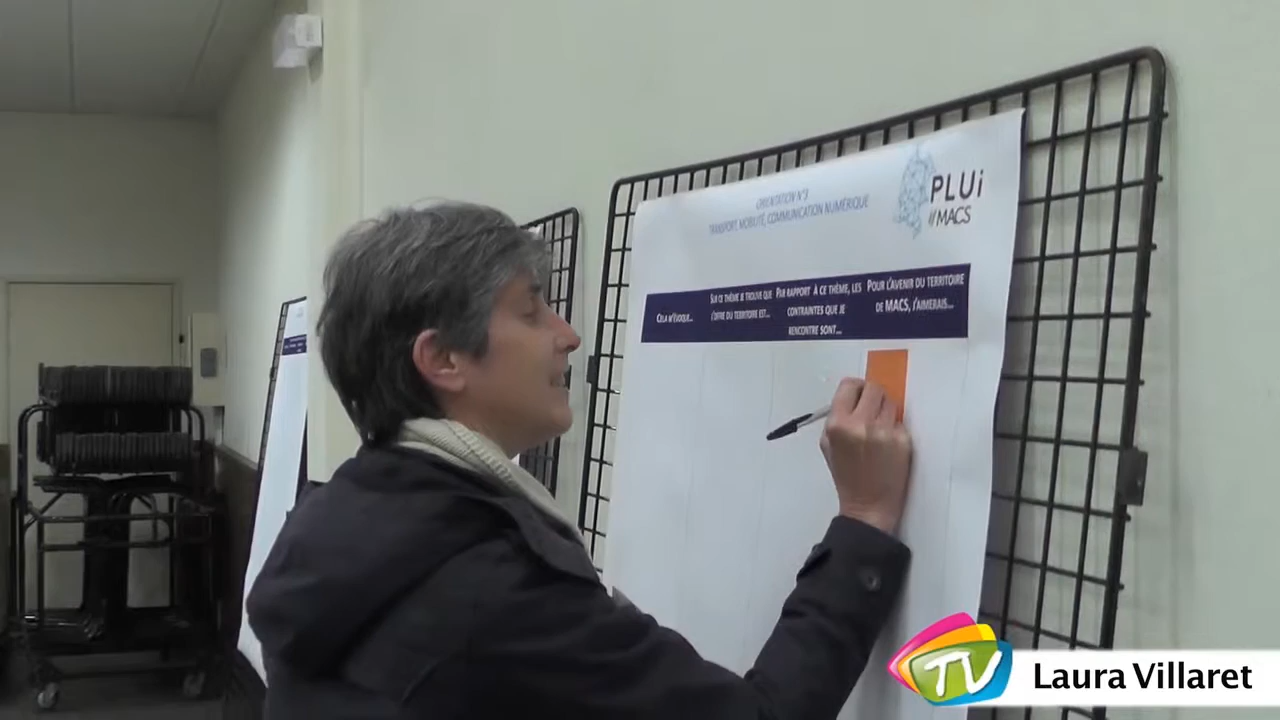 ORIENTATION N°3
TRANSPORT, MOBILITÉ, COMMUNICATION NUMÉRIQUE
PLUi
//MACS
CELA M'ÉVOQUE...
SUR CE THÈME JE TROUVE QUE
L'OFFRE DU TERRITOIRE EST...
PAR RAPPORT À CE THÈME, LES
CONTRAINTES QUE JE
RENCONTRE SONT...
POUR L'AVENIR DU TERRITOIRE
DE MACS, J'AIMERAIS...
TV
Laura Villaret